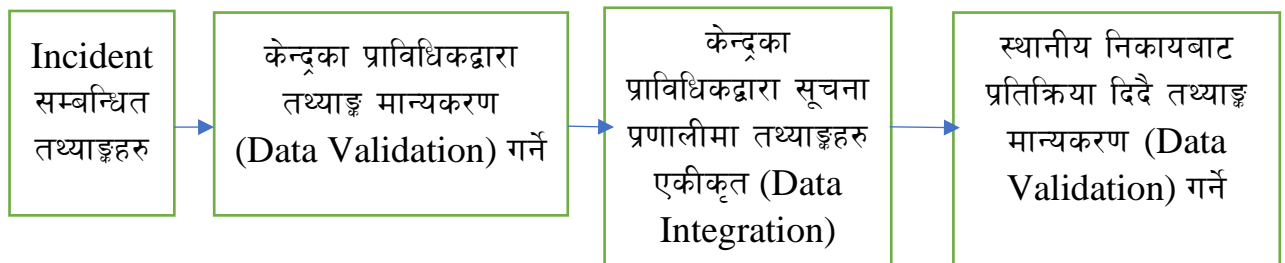 Incident
सम्बन्धित
तथ्याङ्कहरु
केन्द्रका प्राविधिकद्वारा
तथ्याङ्क मान्यकरण
(Data Validation) गर्ने
केन्द्रका
प्राविधिकद्वारा सूचना
प्रणालीमा तथ्याङ्कहरु
एकीकृत (Data
Integration)
स्थानीय निकायबाट
प्रतिक्रिया दिदै तथ्याङ्क
मान्यकरण (Data
Validation) गर्ने